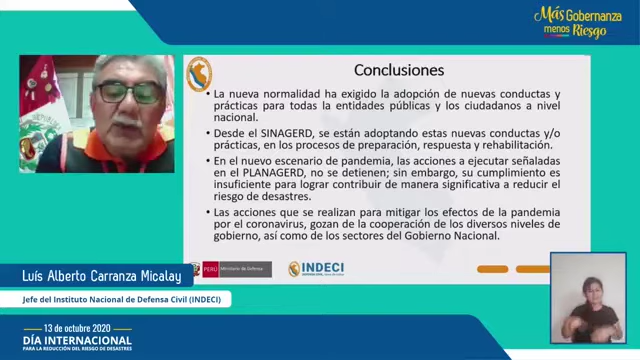 Más Gobernanza
menos Riesgo
Conclusiones
• La nueva normalidad ha exigido la adopción de nuevas conductas y
prácticas para todas la entidades públicas y los ciudadanos a nivel
nacional.
• Desde el SINAGERD, se están adoptando estas nuevas conductas y/o
prácticas, en los procesos de preparación, respuesta y rehabilitación.
• En el nuevo escenario de pandemia, las acciones a ejecutar señaladas
en el PLANAGERD, no se detienen; sin embargo, su cumplimiento es
insuficiente para lograr contribuir de manera significativa a reducir el
riesgo de desastres.
• Las acciones que se realizan para mitigar los efectos de la pandemia
por el coronavirus, gozan de la cooperación de los diversos niveles de
gobierno, así como de los sectores del Gobierno Nacional.
PERÚ Ministerio de Defensa INDECI
Luís Alberto Carranza Micalay
Jefe del Instituto Nacional de Defensa Civil (INDECI)
13 de octubre 2020
DÍA INTERNACIONAL
PARA LA REDUCCIÓN DEL RIESGO DE DESASTRES